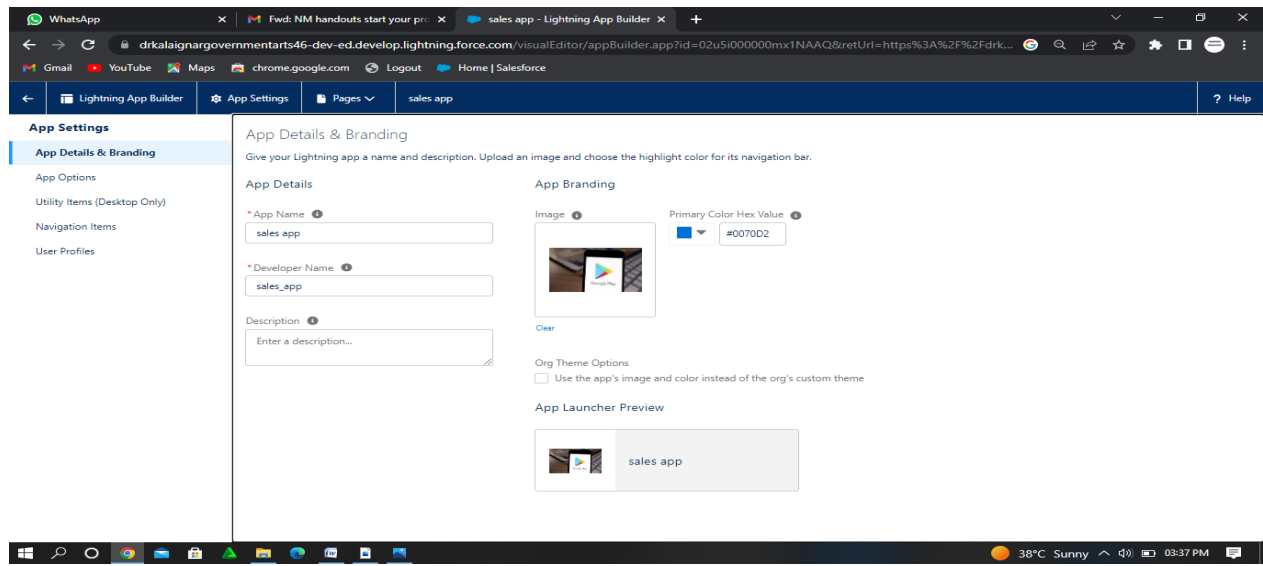 WhatsApp
Fwd: NM handouts start your pro
sales app - Lightning App Builder
drkalaignargovernmentarts46-dev-ed.develop.lightning.force.com/visualEditor/appBuilder.app?id=02u5i000000mx1NAAQ&retUrl=https%3A%2F%2Fdrk...
Gmail YouTube Maps chrome.google.com Logout Home | Salesforce
Lightning App Builder App Settings Pages sales app ? Help
App Settings
App Details & Branding
App Options
Utility Items (Desktop Only)
Navigation Items
User Profiles
App Details & Branding
Give your Lightning app a name and description. Upload an image and choose the highlight color for its navigation bar.
App Details
*App Name
sales app
*Developer Name
sales_app
Description
Enter a description...
App Branding
Image
Google Play
Clear
Primary Color Hex Value
#0070D2
Org Theme Options
Use the app's image and color instead of the org's custom theme
App Launcher Preview
sales app
38°C Sunny 03:37 PM